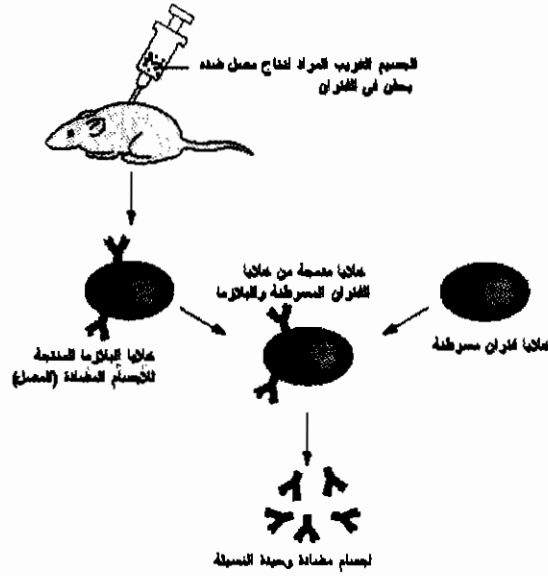 الجسيم الغريب المراد انتاج مصل ضده
يحقن في الفئران
خلايا مدمجة من خلايا
الفئران المسرطنة والبلازما
خلايا البلازما المنتجة
للأجسام المضادة (المصل)
خلايا فئران مسرطنة
اجسام مضادة وحيدة النسيلة